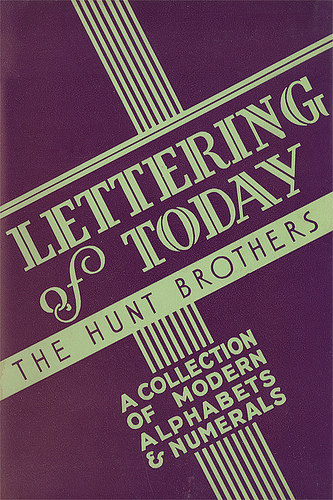 LETTERING
of TODAY
THE HUNT BROTHERS
A COLLECTION
OF MODERN
ALPHABETS
& NUMERALS